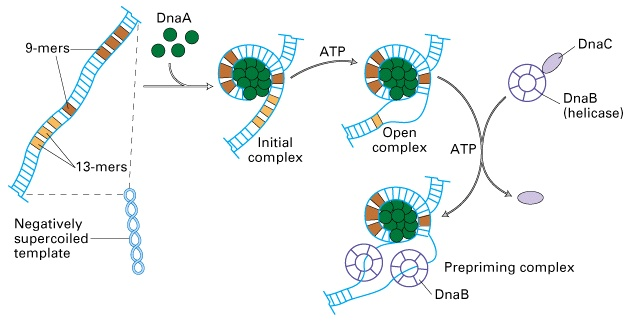 DnaA
9-mers
13-mers
Negatively
supercoiled
template
Initial
complex
ATP
Open
complex
ATP
DnaC
DnaB
(helicase)
Prepriming complex
DnaB